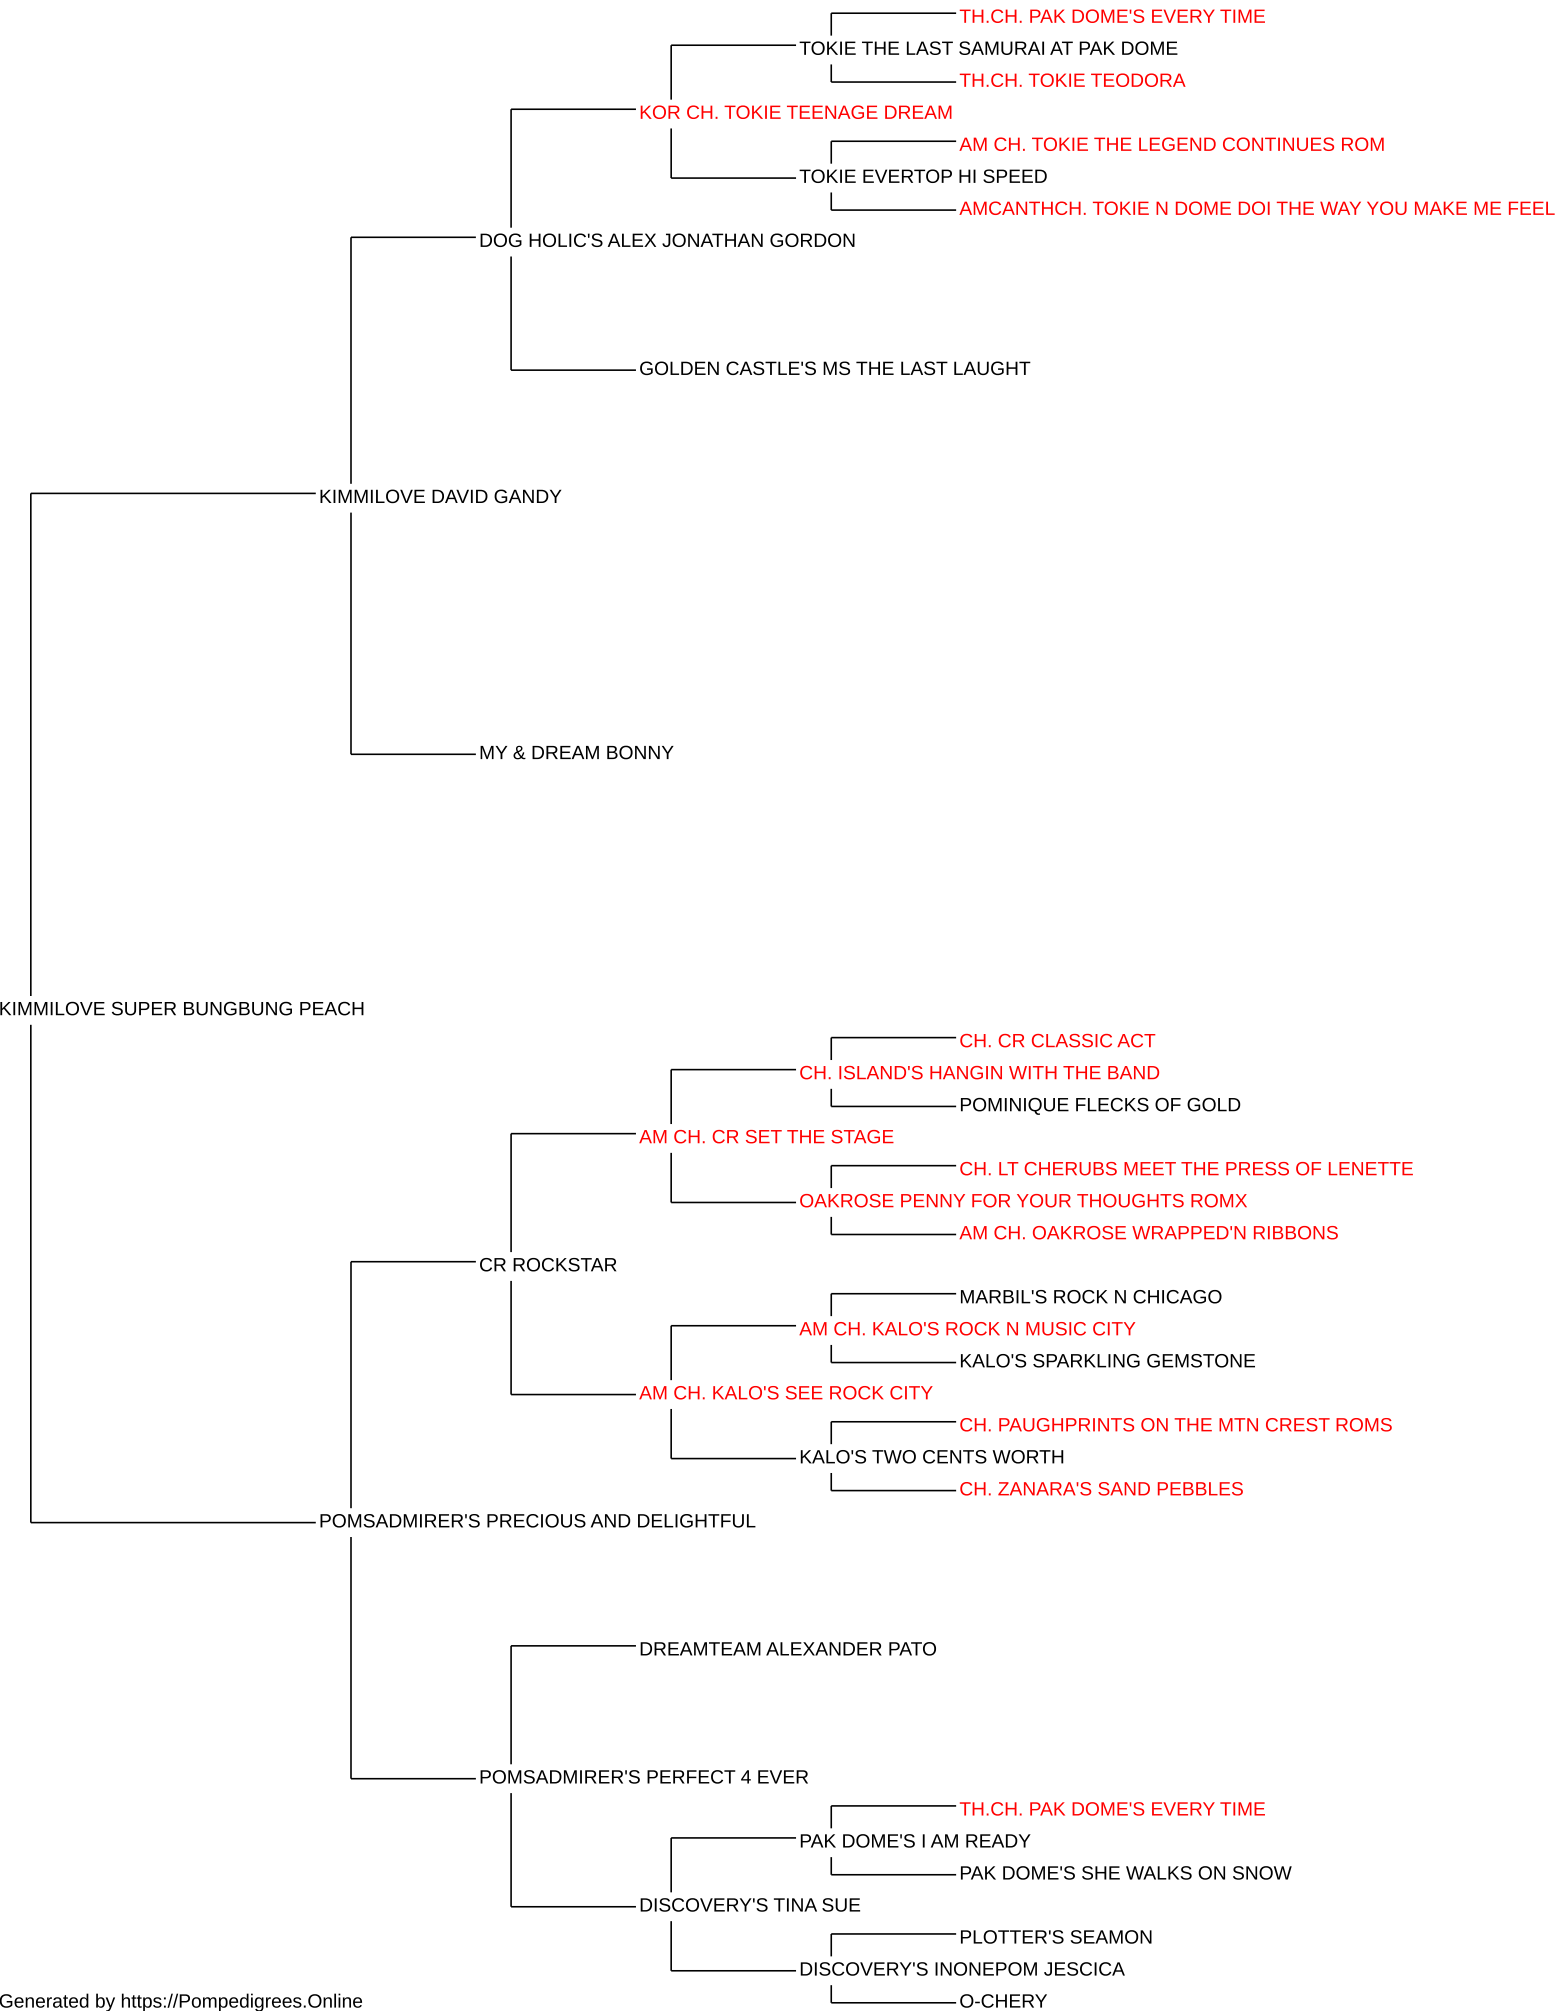 TH.CH. PAK DOME'S EVERY TIME
TOKIE THE LAST SAMURAI AT PAK DOME
TH.CH. TOKIE TEODORA
KOR CH. TOKIE TEENAGE DREAM
AM CH. TOKIE THE LEGEND CONTINUES ROM
TOKIE EVERTOP HI SPEED
AMCANTHCH. TOKIE N DOME DOI THE WAY YOU MAKE ME FEEL
DOG HOLIC'S ALEX JONATHAN GORDON
GOLDEN CASTLE'S MS THE LAST LAUGHT
KIMMILOVE DAVID GANDY
MY & DREAM BONNY
KIMMILOVE SUPER BUNGBUNG PEACH
CH. CR CLASSIC ACT
CH. ISLAND'S HANGIN WITH THE BAND
POMINIQUE FLECKS OF GOLD
AM CH. CR SET THE STAGE
CH. LT CHERUBS MEET THE PRESS OF LENETTE
OAKROSE PENNY FOR YOUR THOUGHTS ROMX
AM CH. OAKROSE WRAPPED'N RIBBONS
CR ROCKSTAR
MARBIL'S ROCK N CHICAGO
AM CH. KALO'S ROCK N MUSIC CITY
KALO'S SPARKLING GEMSTONE
AM CH. KALO'S SEE ROCK CITY
CH. PAUGHPRINTS ON THE MTN CREST ROMS
KALO'S TWO CENTS WORTH
CH. ZANARA'S SAND PEBBLES
POMSADMIRER'S PRECIOUS AND DELIGHTFUL
DREAMTEAM ALEXANDER PATO
POMSADMIRER'S PERFECT 4 EVER
TH.CH. PAK DOME'S EVERY TIME
PAK DOME'S I AM READY
PAK DOME'S SHE WALKS ON SNOW
DISCOVERY'S TINA SUE
PLOTTER'S SEAMON
DISCOVERY'S INONEPOM JESCICA
O-CHERY
Generated by https://Pompedigrees.Online